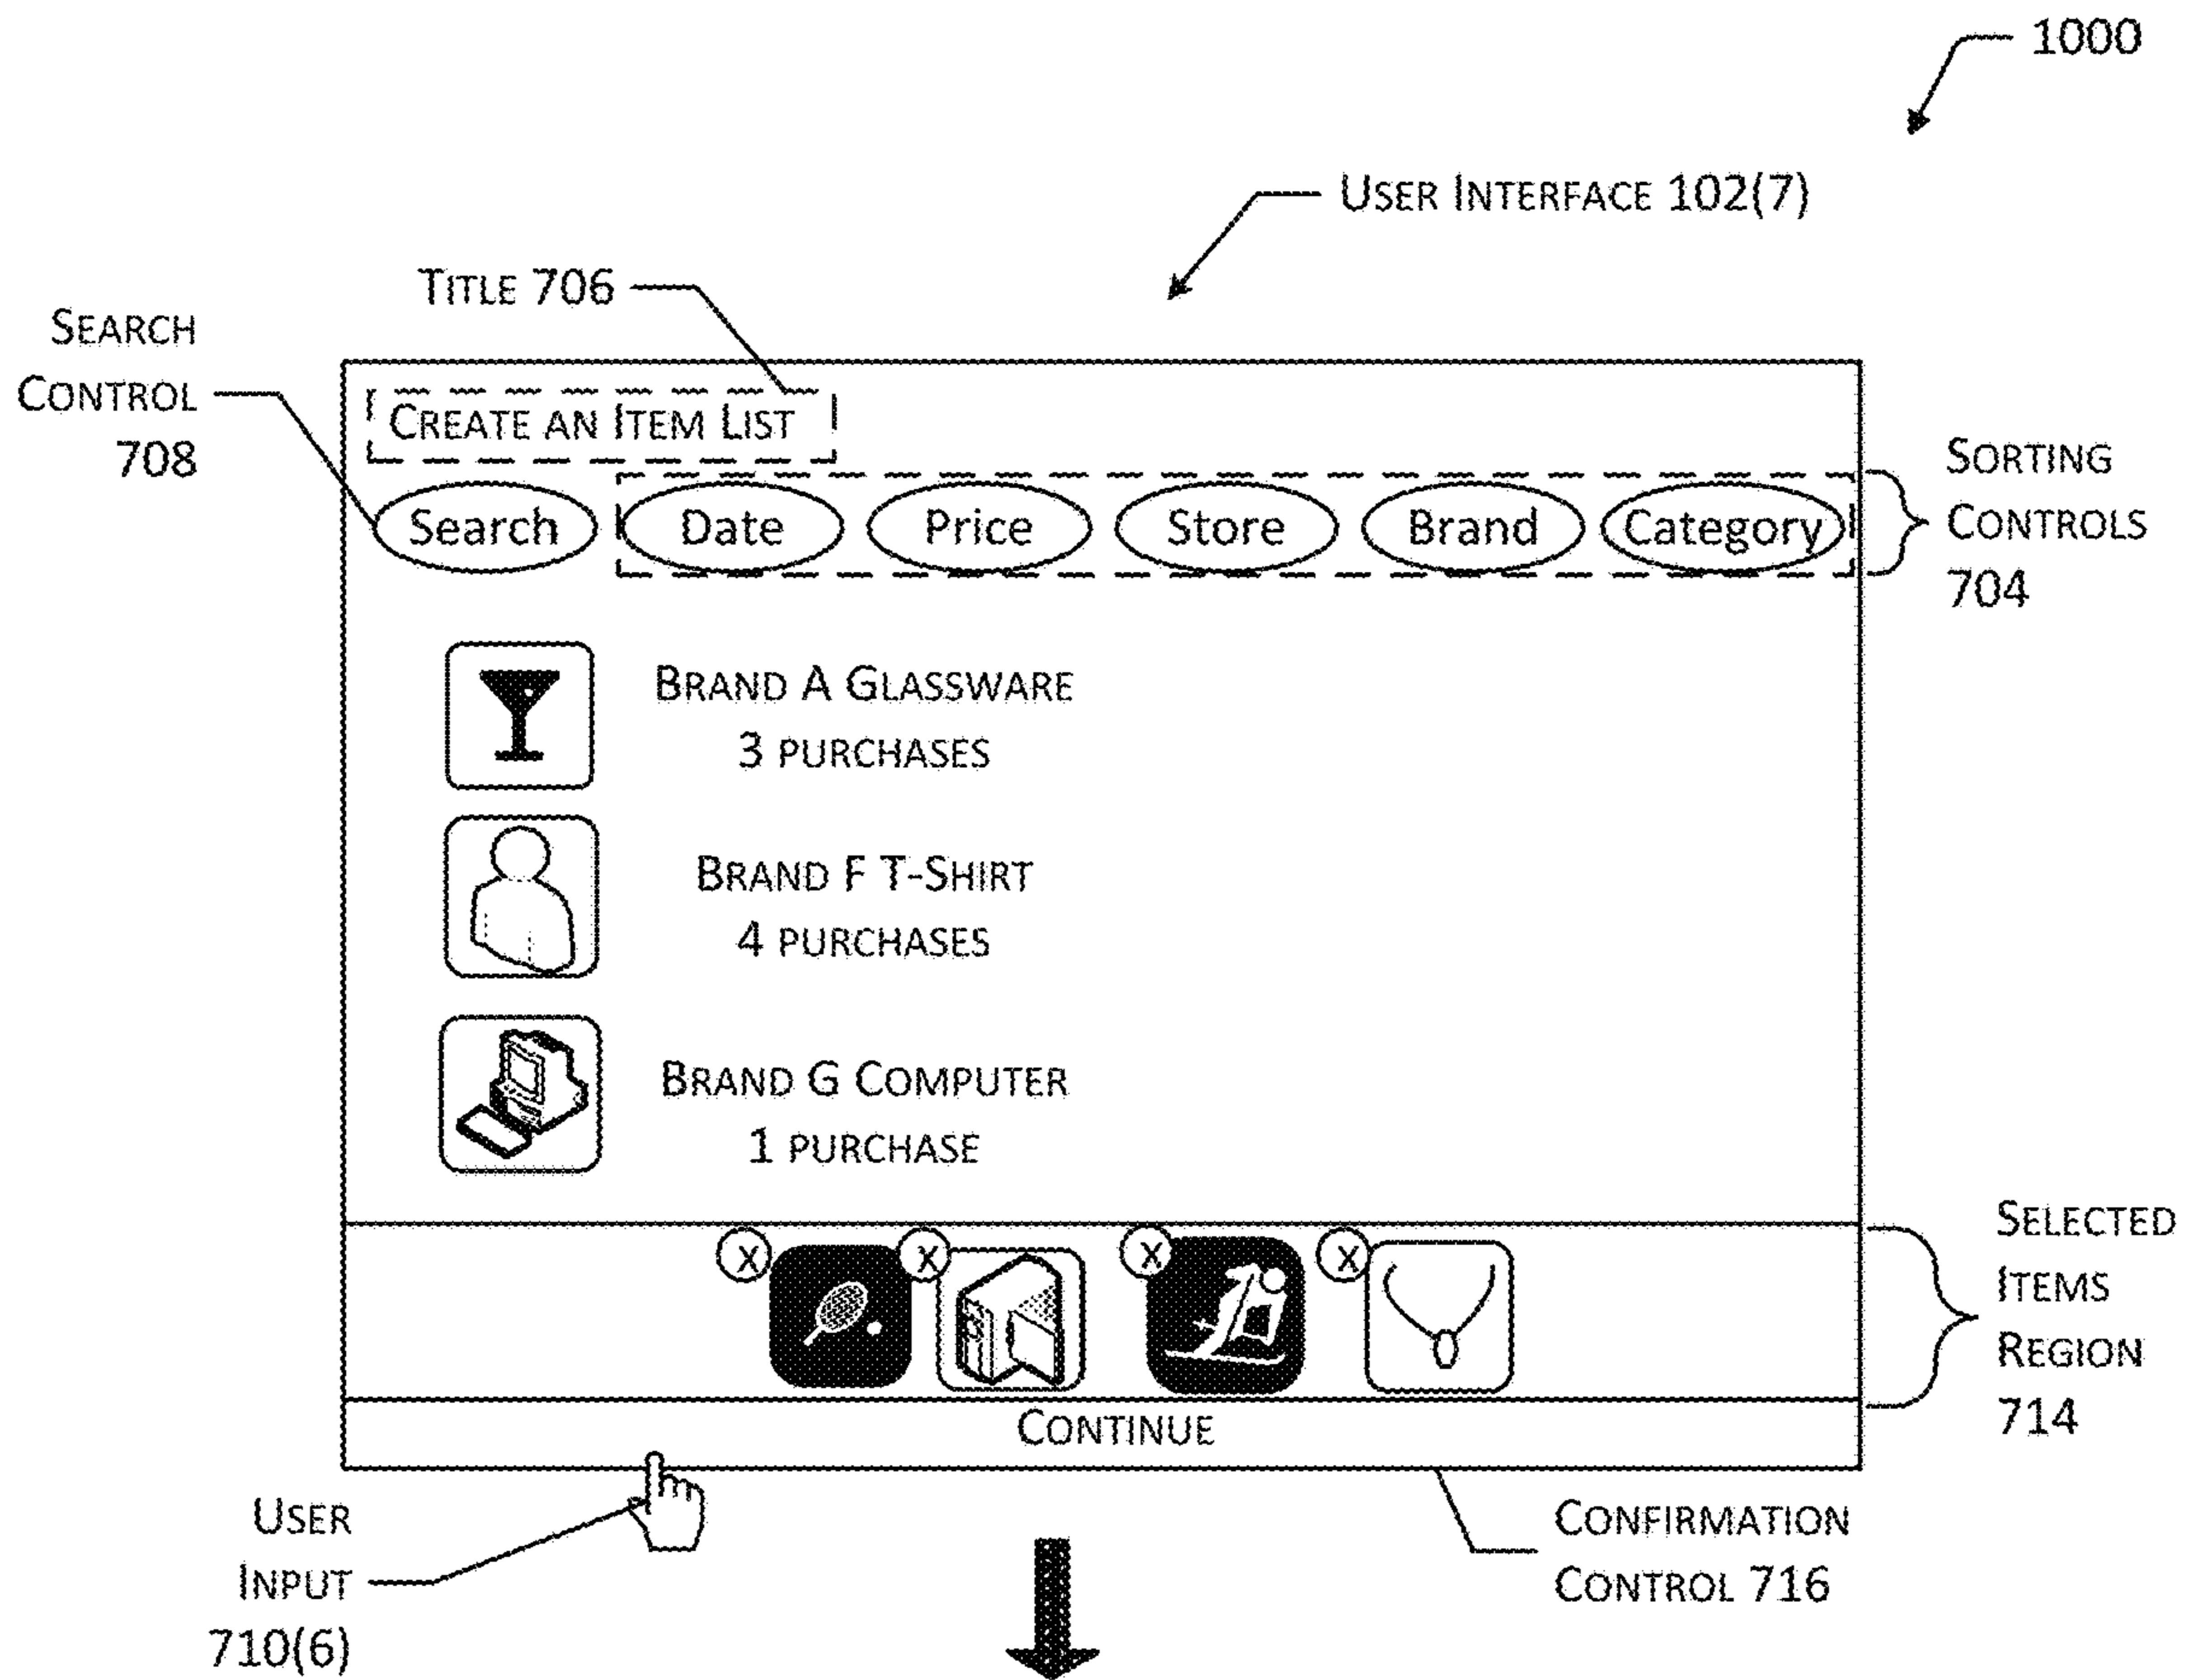 1000
USER INTERFACE 102(7)
TITLE 706
SEARCH
CONTROL
708
CREATE AN ITEM LIST
Search Date Price Store Brand Category
SORTING
CONTROLS
704
BRAND A GLASSWARE
3 PURCHASES
BRAND F T-SHIRT
4 PURCHASES
BRAND G COMPUTER
1 PURCHASE
X X X X
SELECTED
ITEMS
REGION
714
CONTINUE
USER
INPUT
710(6)
CONFIRMATION
CONTROL 716